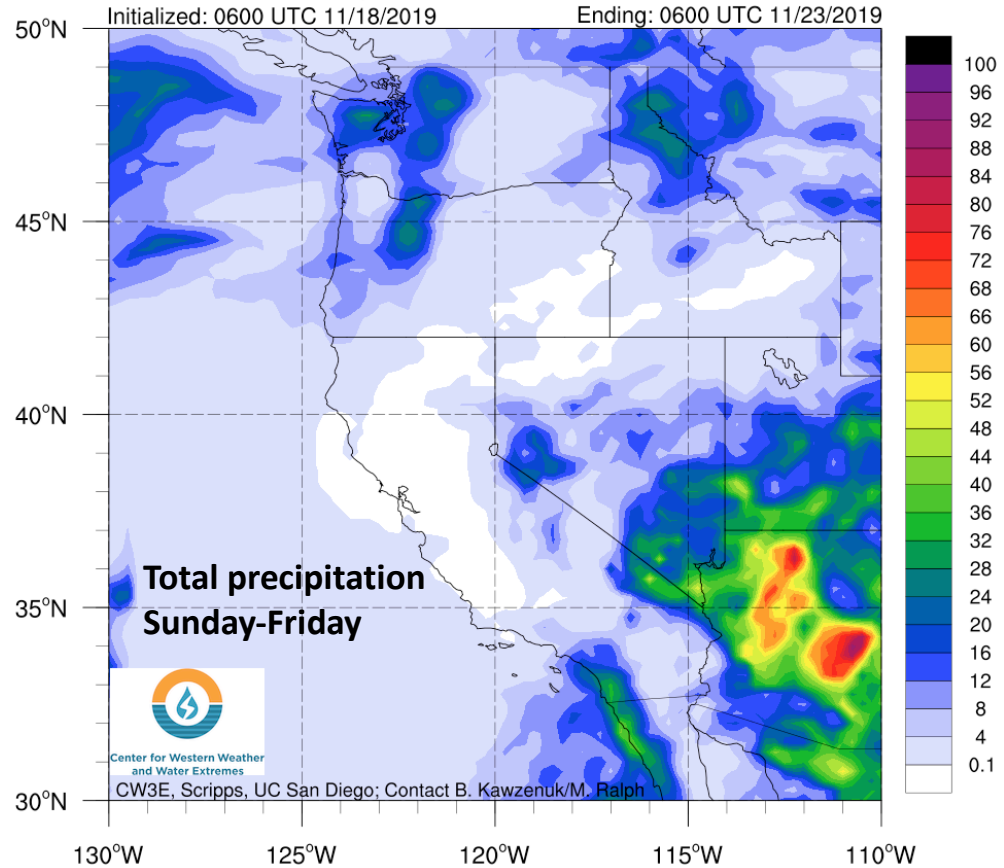 Initialized: 0600 UTC 11/18/2019 Ending: 0600 UTC 11/23/2019
50°N
45°N
40°N
35°N
30°N
Total precipitation
Sunday-Friday
Center for Western Weather
and Water Extremes
CW3E, Scripps, UC San Diego; Contact B. Kawzenuk/M. Ralph
130°W 125°W 120°W 115°W 110°W
100
96
92
88
84
80
76
72
68
66
60
56
52
48
44
40
36
32
28
24
20
16
12
8
4
0.1